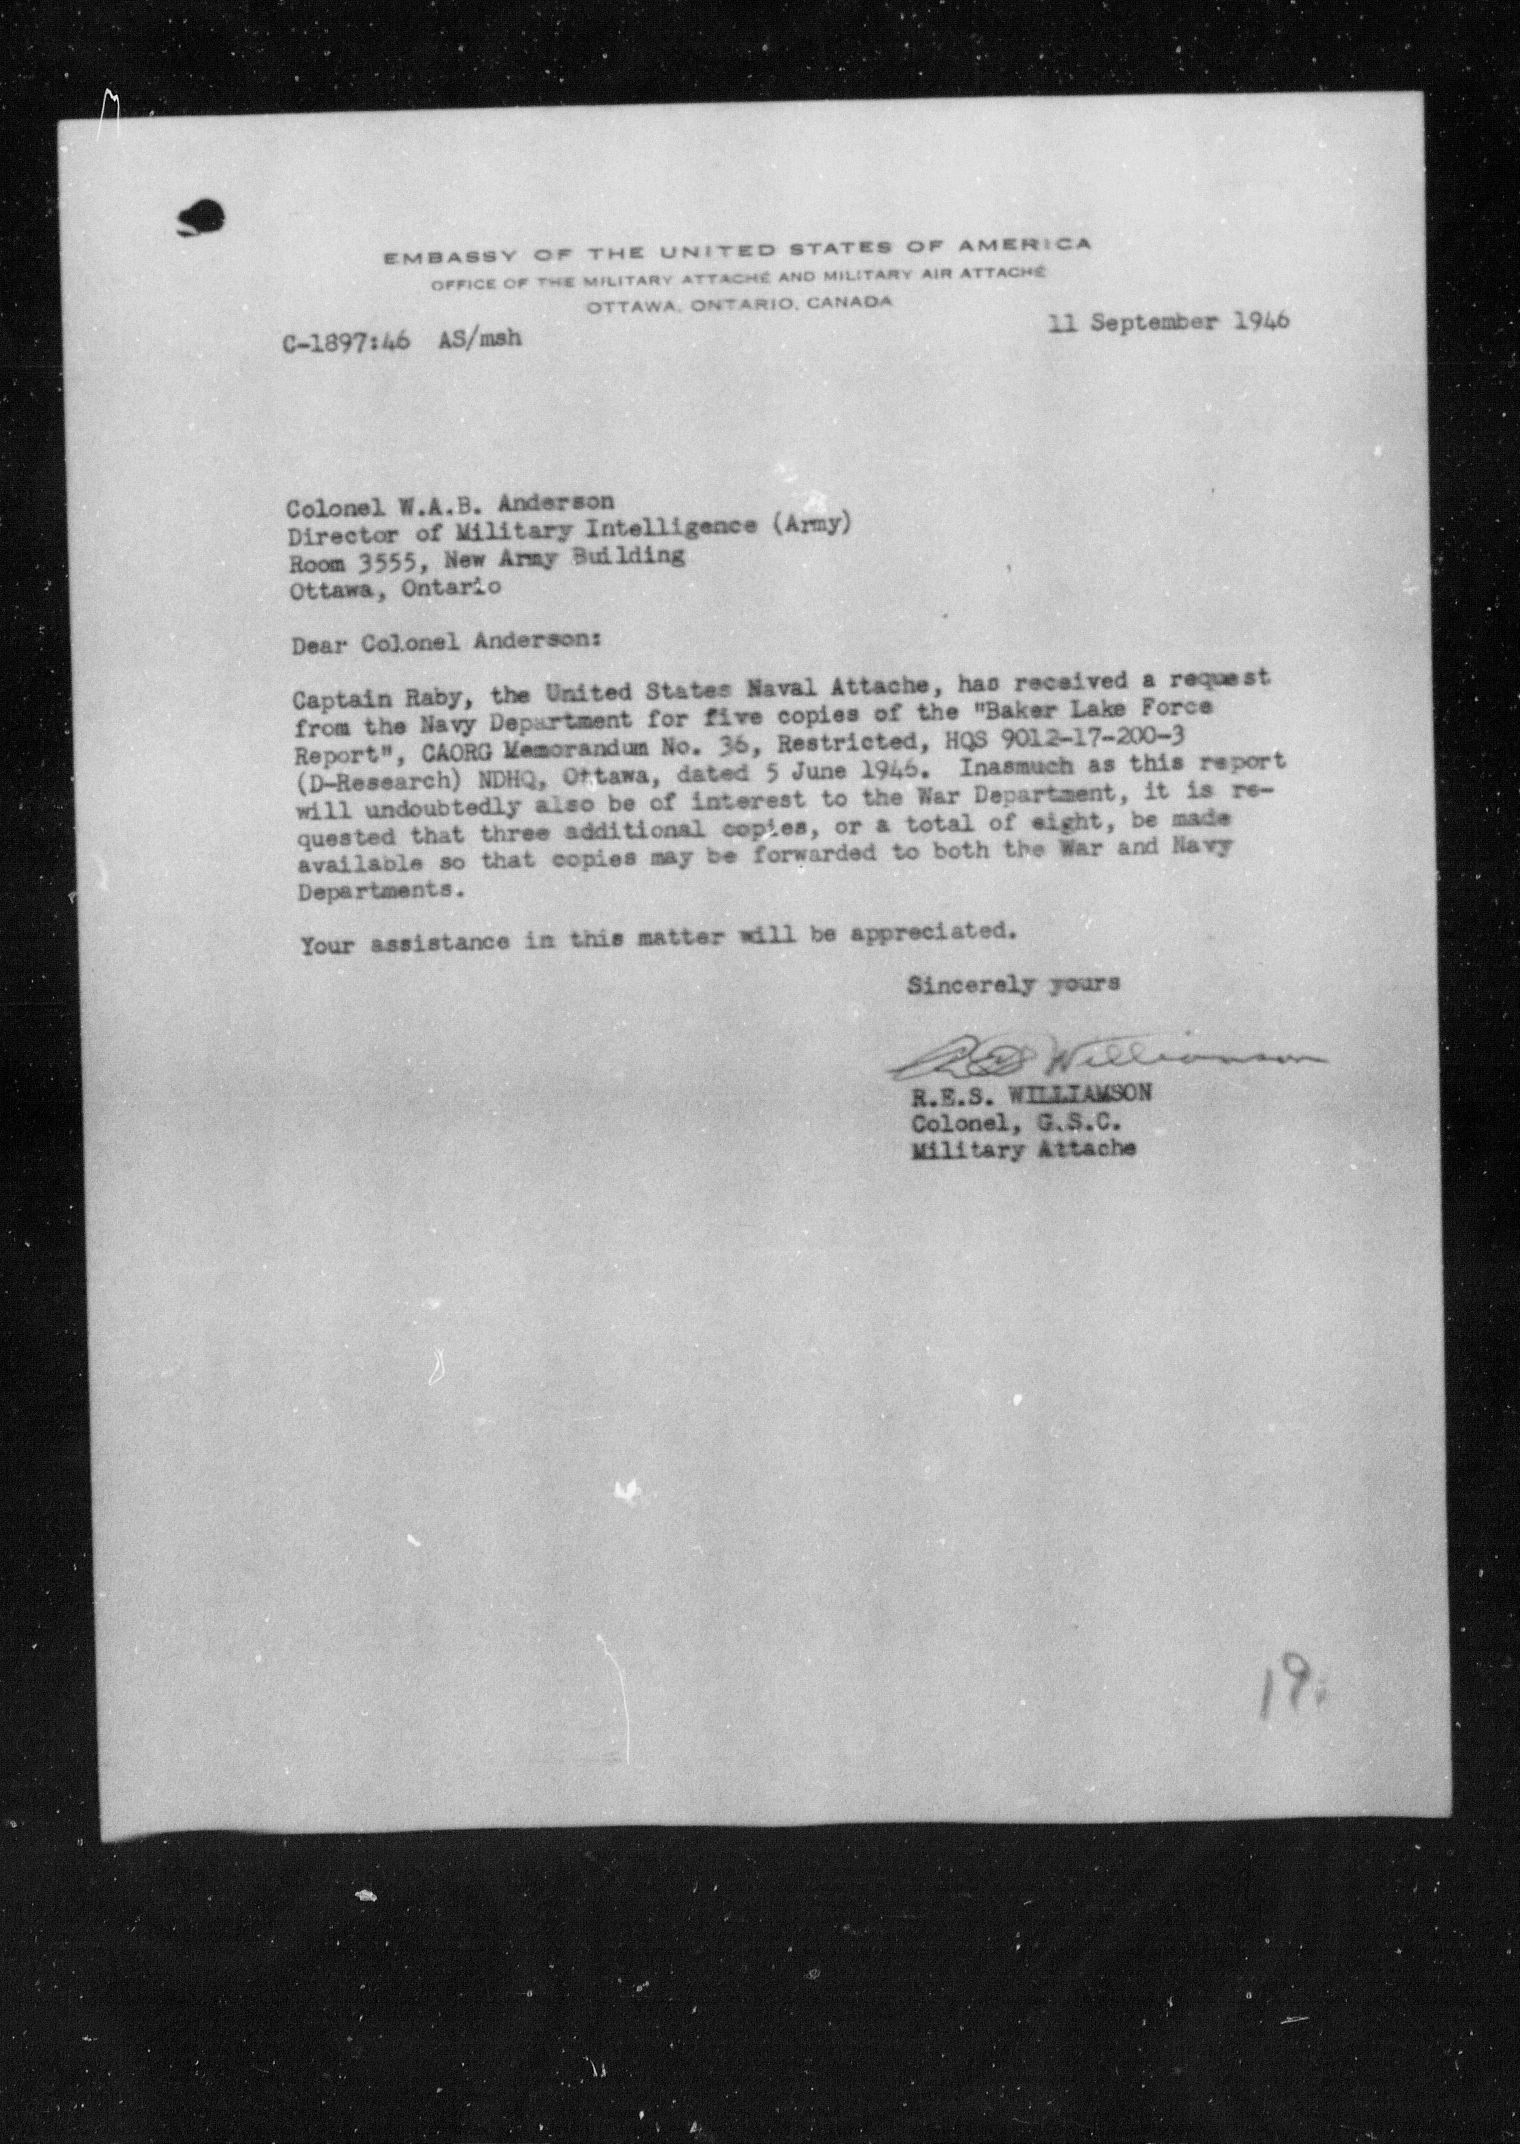 EMBASSY OF THE UNITED STATES OF AMERICA
OFFICE OF THE MILITARY ATTACHÉ AND MILITARY AIR ATTACHÉ
OTTAWA, ONTARIO, CANADA
11 September 1946
C-1897:46 AS/msh
Colonel W.A.B. Anderson
Director of Military Intelligence (Army)
Room 3555, New Army Building
Ottawa, Ontario
Dear Colonel Anderson:
Captain Raby, the United States Naval Attache, has received a request
from the Navy Department for five copies of the "Baker Lake Force
Report", CAORG Memorandum No. 36, Restricted, HQS 9012-17-200-3
(D-Research) NDHQ, Ottawa, dated 5 June 1946. Inasmuch as this report
will undoubtedly also be of interest to the War Department, it is re-
quested that three additional copies, or a total of eight, be made
available so that copies may be forwarded to both the War and Navy
Departments.
Your assistance in this matter will be appreciated.
Sincerely yours
RES Williamson
R.E.S. WILLIAMSON
Colonel, G.S.C.
Military Attache
19.